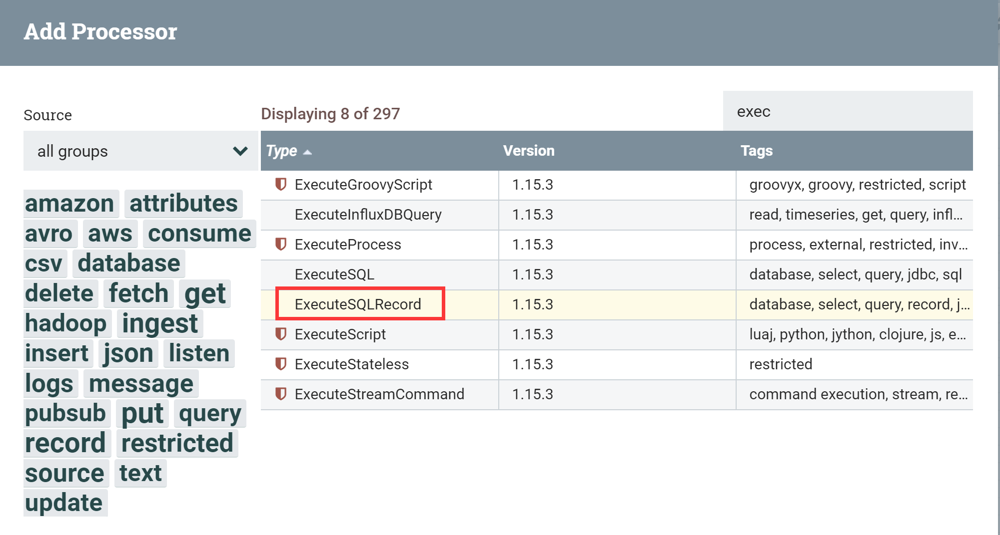 Add Processor
Source
Displaying 8 of 297
exec
all groups
Type Version Tags
ExecuteGroovyScript 1.15.3 groovyx, groovy, restricted, script
ExecuteInfluxDBQuery 1.15.3 read, timeseries, get, query, infl...
ExecuteProcess 1.15.3 process, external, restricted, inv...
ExecuteSQL 1.15.3 database, select, query, jdbc, sql
ExecuteSQLRecord 1.15.3 database, select, query, record, j...
ExecuteScript 1.15.3 luaj, python, jython, clojure, js, e...
ExecuteStateless 1.15.3 restricted
ExecuteStreamCommand 1.15.3 command execution, stream, re...
amazon attributes
avro aws consume
csv database
delete fetch get
hadoop ingest
insert json listen
logs message
pubsub put query
record restricted
source text
update